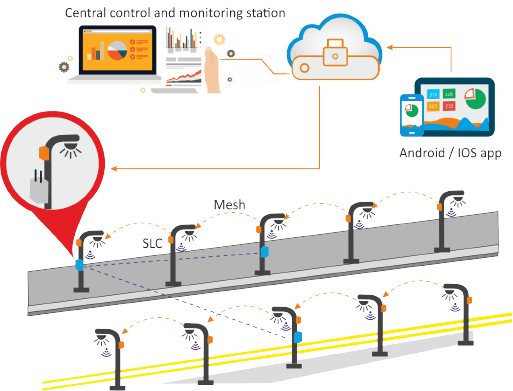 Central control and monitoring station
Android / IOS app
Mesh
SLC